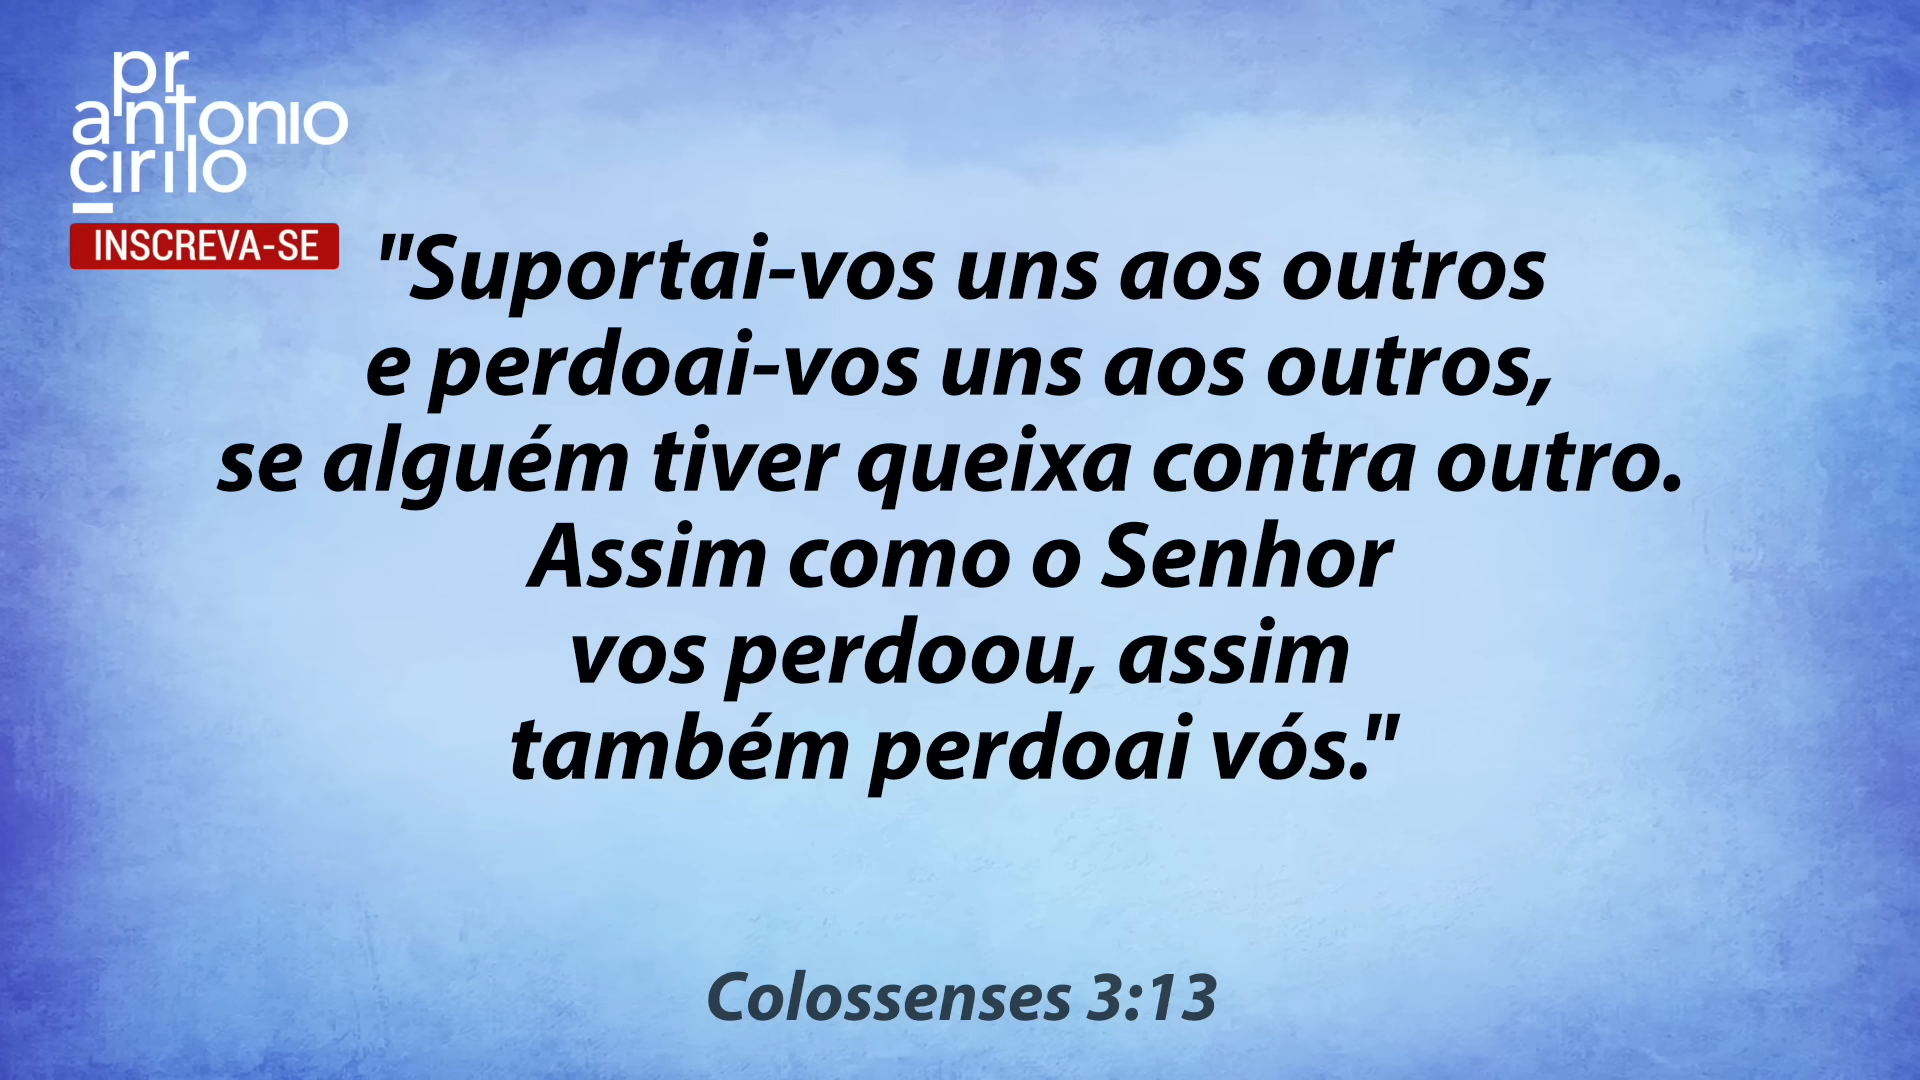 pr
antonio
cirilo
INSCREVA-SE
"Suportai-vos uns aos outros
e perdoai-vos uns aos outros,
se alguém tiver queixa contra outro.
Assim como o Senhor
vos perdoou, assim
também perdoai vós."
Colossenses 3:13